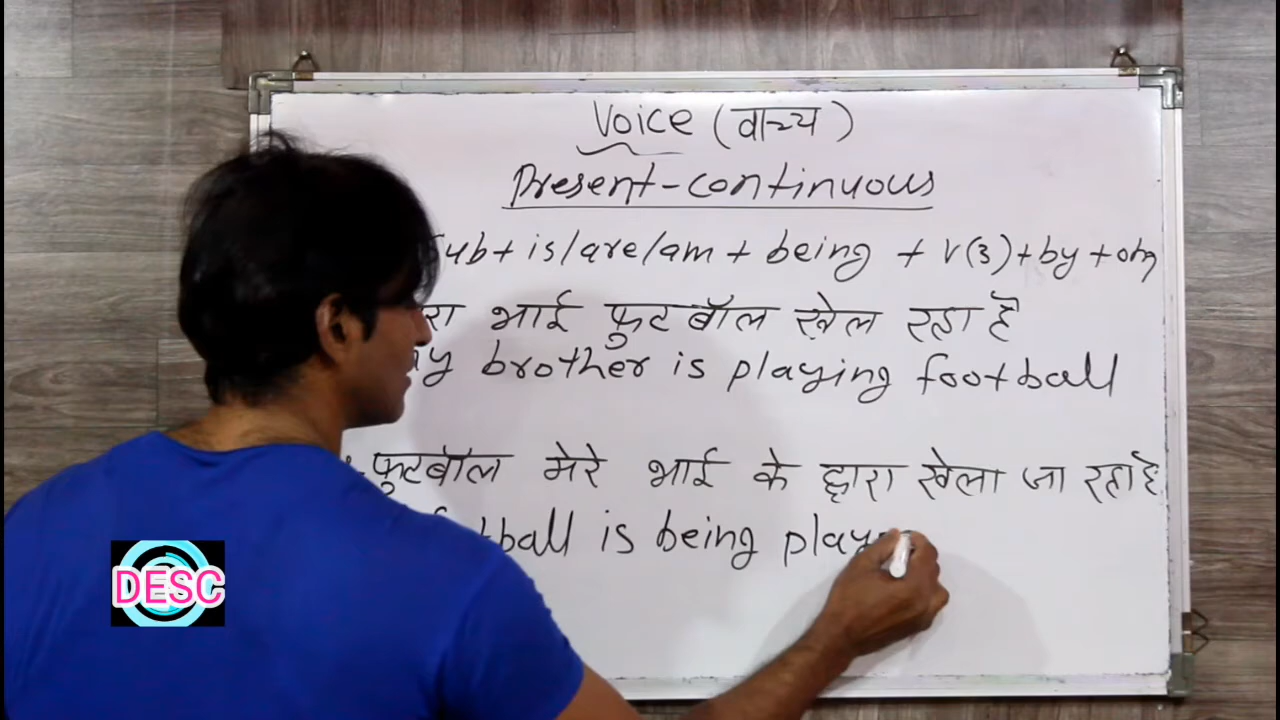 Voice (वाच्य)
Present-continuous
ub+ is/are/am + being + V(3)+by+obj
रा भाई फुटबॉल खेल रहा है
y brother is playing football
फुटबॉल मेरे भाई के द्वारा खेला जा रहा है
tball is being play
DESC